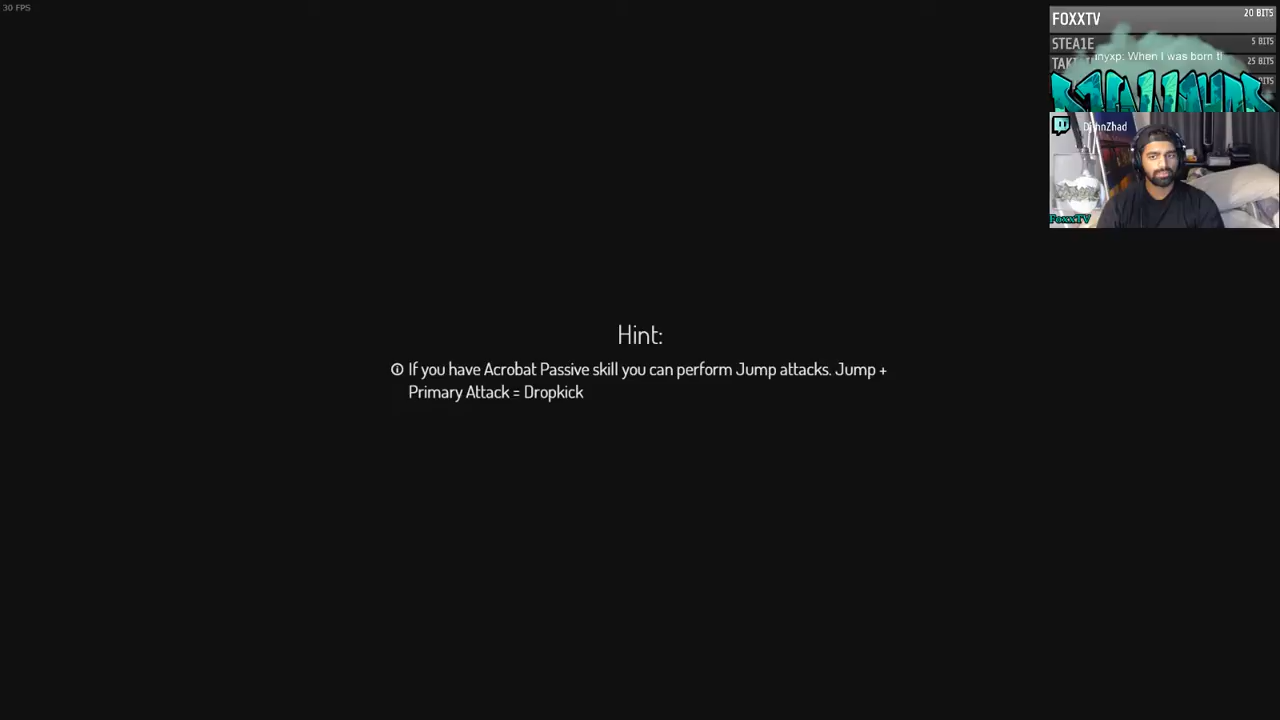 30 FPS
FOXXTV 20 BITS
STEA1E 5 BITS
25 BITS
nyxp: When I was born t
FoxxTV
Hint:
If you have Acrobat Passive skill you can perform Jump attacks. Jump +
Primary Attack = Dropkick